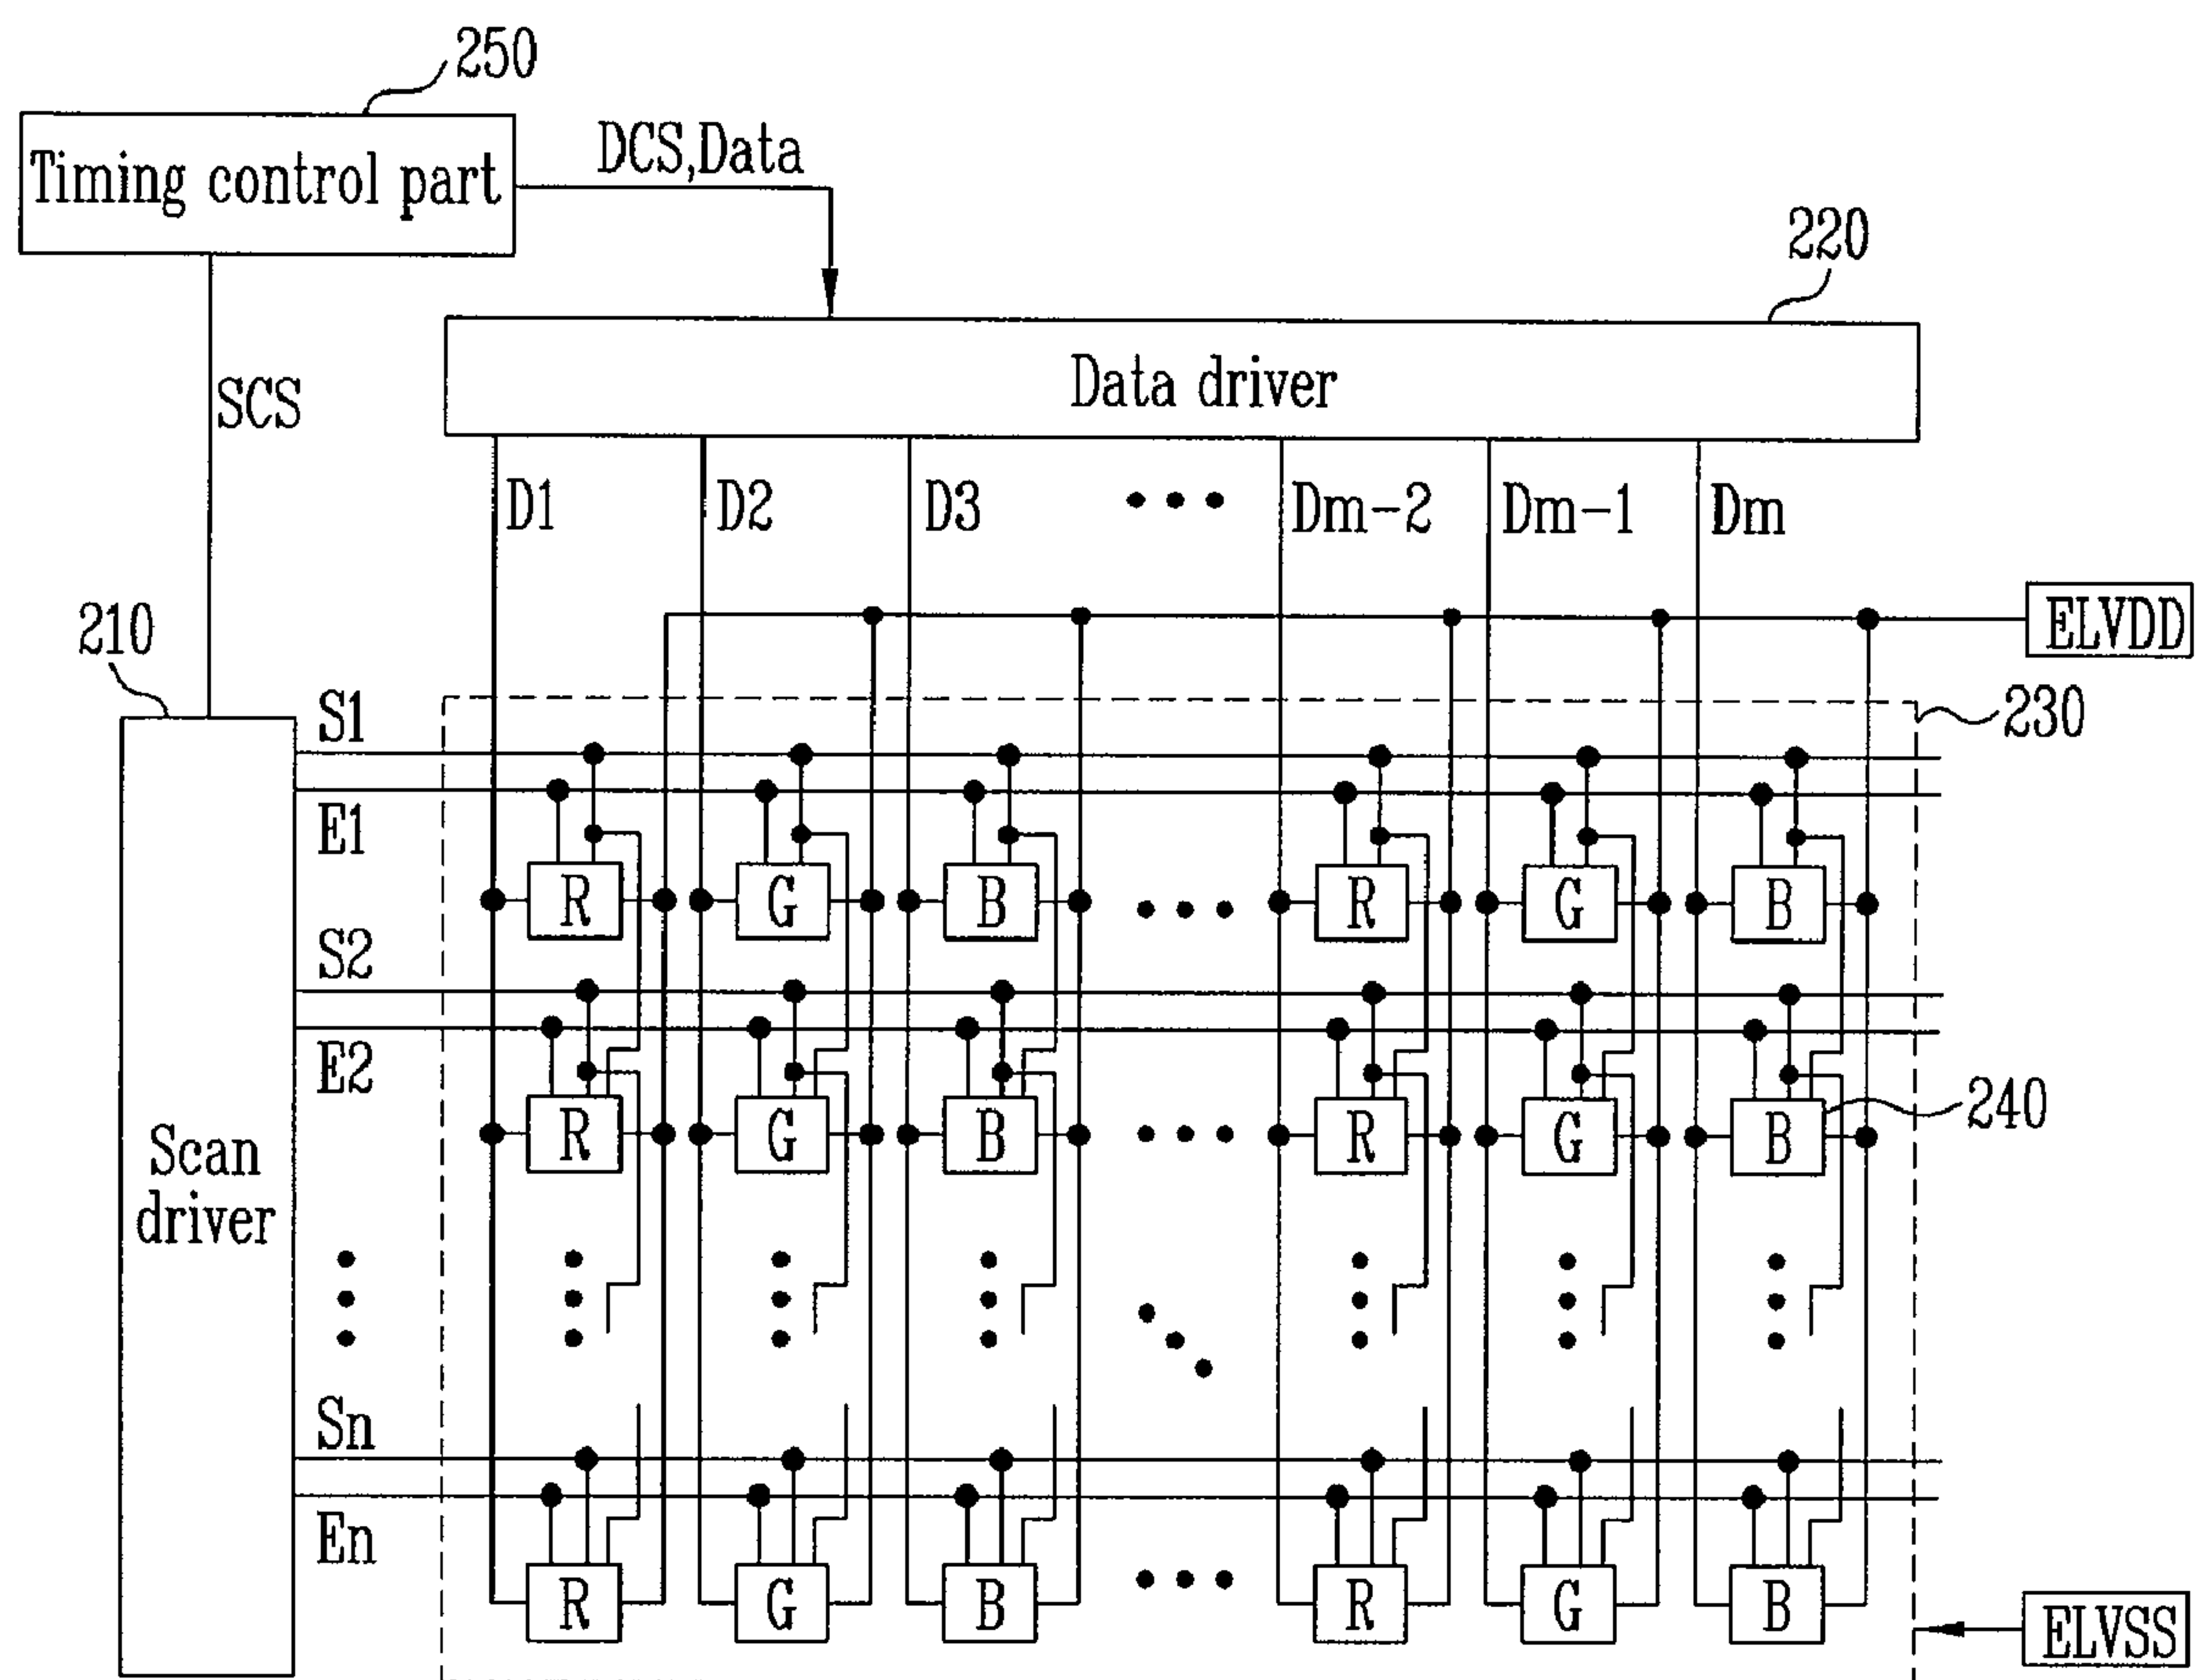 250
Timing control part
DCS,Data
220
Data driver
SCS
D1 D2 D3 Dm-2 Dm-1 Dm
210
ELVDD
S1
230
E1
R G B R G B
S2
E2
240
R G B R G B
Scan
driver
Sn
En
R G B R G B
ELVSS